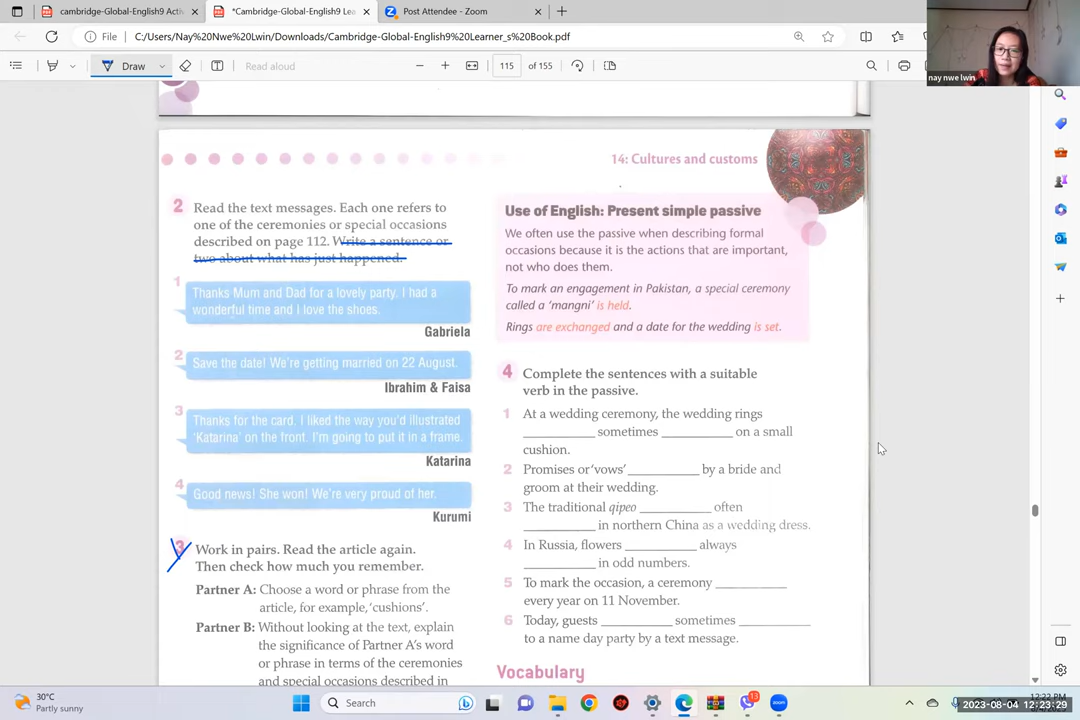 cambridge-Global-English9 Acti
*Cambridge-Global-English9 Lea
Post Attendee - Zoom
File
C:/Users/Nay%20Nwe%20Lwin/Downloads/Cambridge-Global-English9%20Learner_s%20Book.pdf
Draw
Read aloud
115
of 155
nay nwe lwin
14: Cultures and customs
2 Read the text messages. Each one refers to
one of the ceremonies or special occasions
described on page 112. Write a sentence or
two about what has just happened.
1
Thanks Mum and Dad for a lovely party. I had a
wonderful time and I love the shoes.
Gabriela
2
Save the date! We're getting married on 22 August.
Ibrahim & Faisa
3
Thanks for the card. I liked the way you'd illustrated
'Katarina' on the front. I'm going to put it in a frame.
Katarina
4
Good news! She won! We're very proud of her.
Kurumi
3 Work in pairs. Read the article again.
Then check how much you remember.
Partner A: Choose a word or phrase from the
article, for example, 'cushions'.
Partner B: Without looking at the text, explain
the significance of Partner A's word
or phrase in terms of the ceremonies
and special occasions described in
Use of English: Present simple passive
We often use the passive when describing formal
occasions because it is the actions that are important,
not who does them.
To mark an engagement in Pakistan, a special ceremony
called a 'mangni' is held.
Rings are exchanged and a date for the wedding is set.
4 Complete the sentences with a suitable
verb in the passive.
1 At a wedding ceremony, the wedding rings
__________ sometimes __________ on a small
cushion.
2 Promises or 'vows' __________ by a bride and
groom at their wedding.
3 The traditional qipeo __________ often
__________ in northern China as a wedding dress.
4 In Russia, flowers __________ always
__________ in odd numbers.
5 To mark the occasion, a ceremony __________
every year on 11 November.
6 Today, guests __________ sometimes __________
to a name day party by a text message.
Vocabulary
30°C
Partly sunny
Search
13
2023-08-04 12:23:29